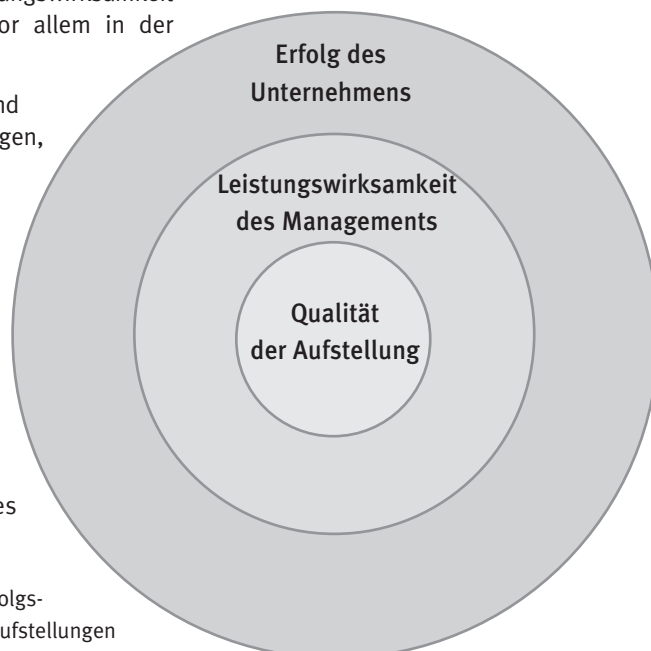 or allem in der
nd
gen,
es
olgs-
ufstellungen
Erfolg des
Unternehmens
Leistungswirksamkeit
des Managements
Qualität
der Aufstellung